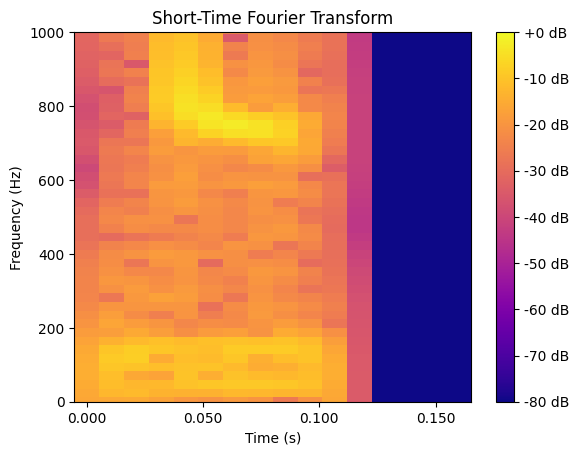 Short-Time Fourier Transform
1000
800
600
400
200
0
Frequency (Hz)
0.000
0.050
0.100
0.150
Time (s)
+0 dB
-10 dB
-20 dB
-30 dB
-40 dB
-50 dB
-60 dB
-70 dB
-80 dB